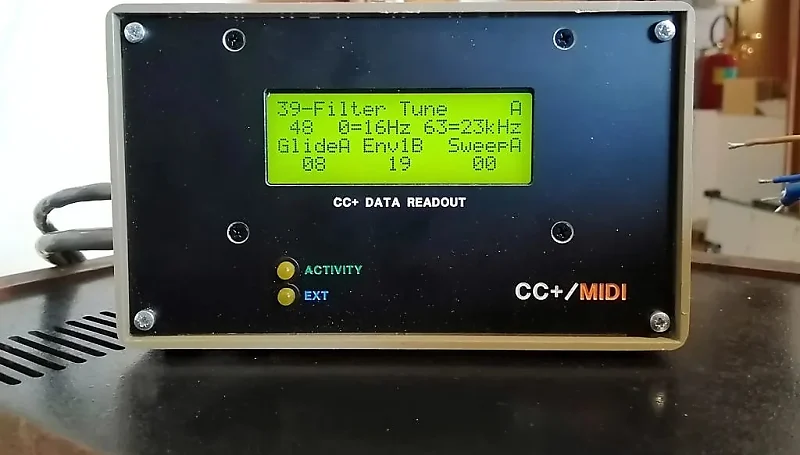 39-Filter Tune A
48 0=16Hz 63=23kHz
GlideA Env1B SweepA
08 19 00
CC+ DATA READOUT
ACTIVITY
EXT
CC+/MIDI